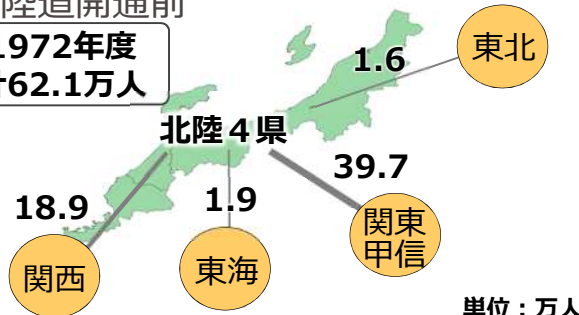 陸道開通前
1972年度
62.1万人
東北
1.6
北陸4県
39.7
18.9
1.9
関東
甲信
関西
東海
単位：万人